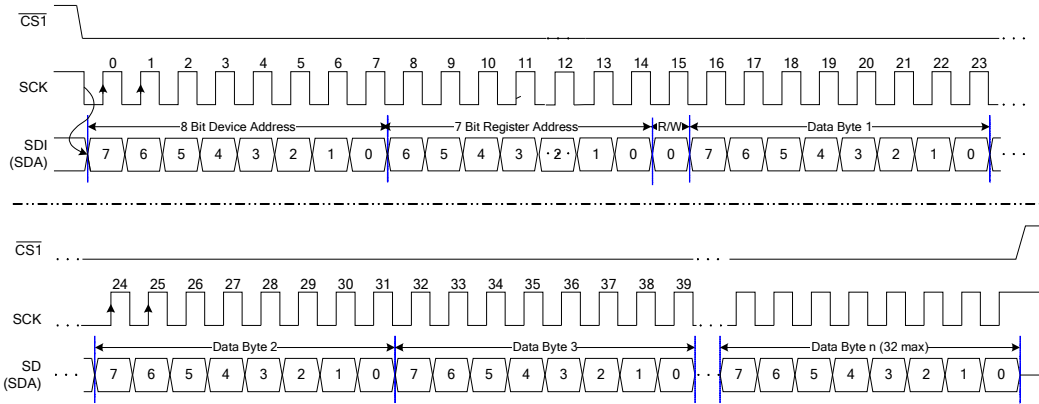 CS1 . . .
0 1 2 3 4 5 6 7 8 9 10 11 12 13 14 15 16 17 18 19 20 21 22 23
SCK . . .
8 Bit Device Address 7 Bit Register Address R/W Data Byte 1
SDI
(SDA) 7 6 5 4 3 2 1 0 6 5 4 3 2 1 0 0 7 6 5 4 3 2 1 0 . . .
CS1 . . . . . .
24 25 26 27 28 29 30 31 32 33 34 35 36 37 38 39
SCK . . . . . .
Data Byte 2 Data Byte 3 Data Byte n (32 max)
SD
(SDA) . . . 7 6 5 4 3 2 1 0 7 6 5 4 3 2 1 0 . . . 7 6 5 4 3 2 1 0